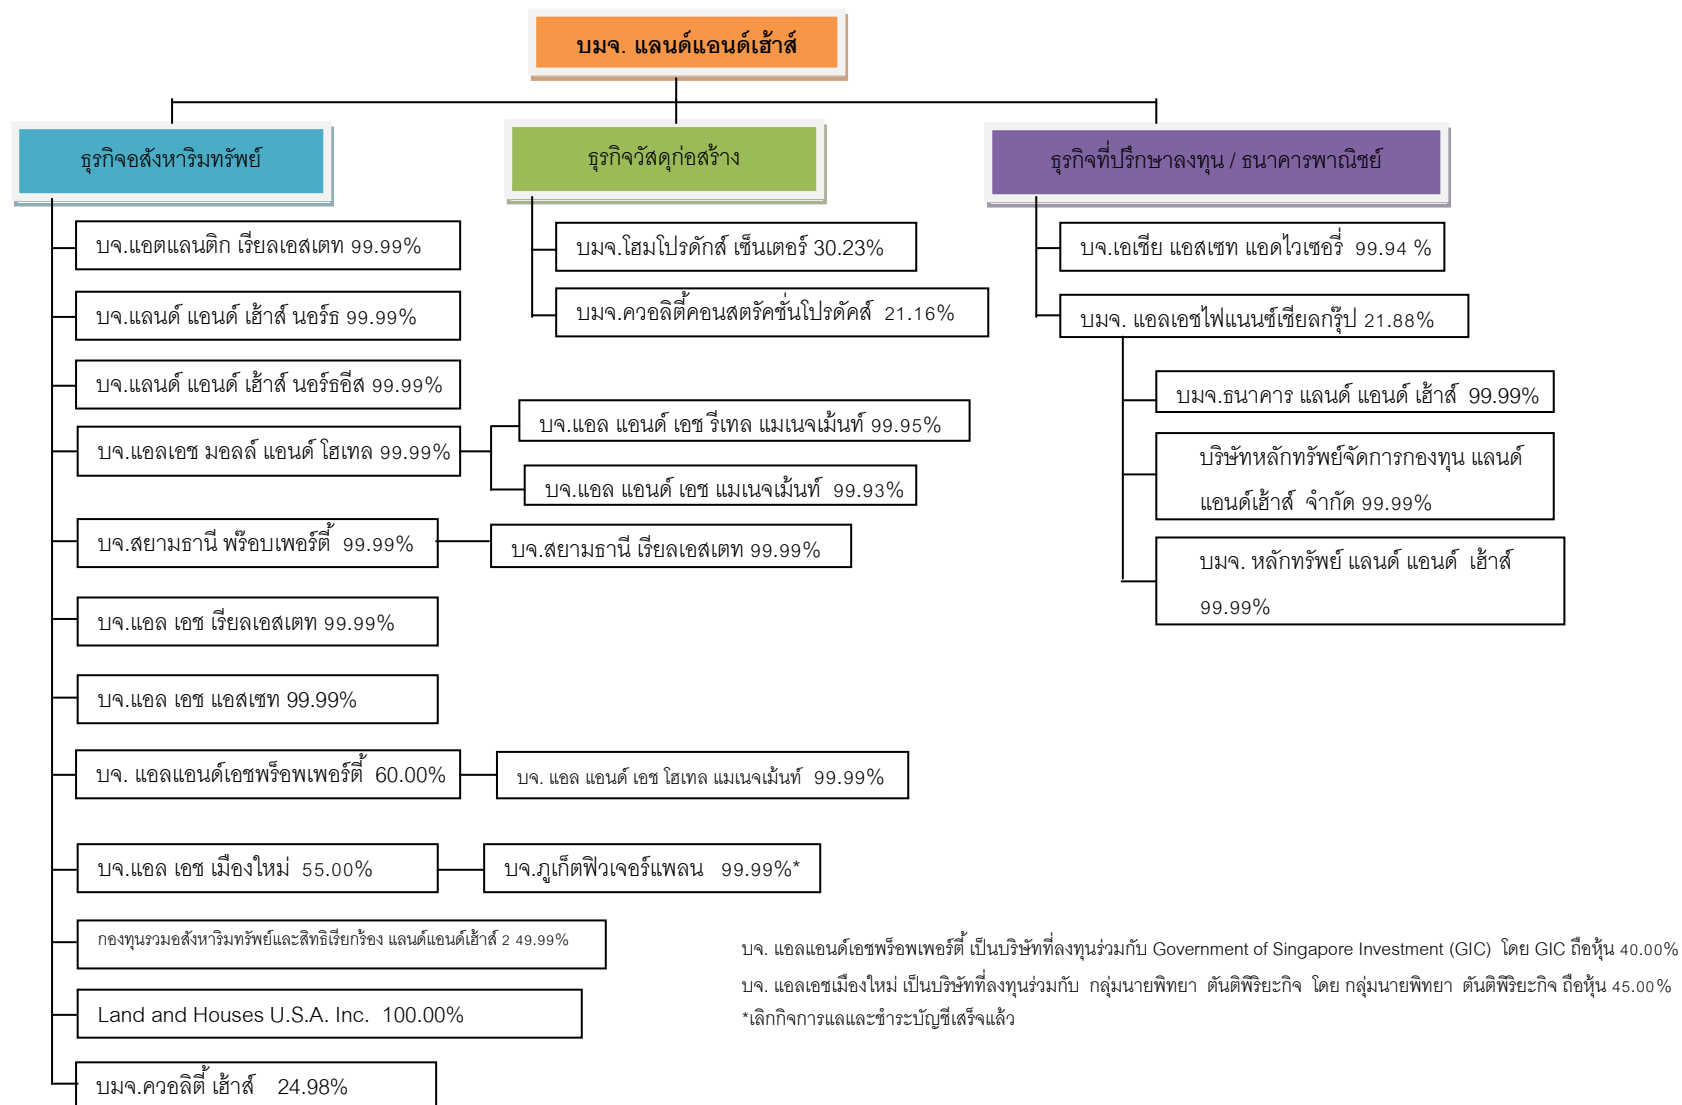 บมจ. แลนด์แอนด์เฮ้าส์
ธุรกิจอสังหาริมทรัพย์
ธุรกิจวัสดุก่อสร้าง
ธุรกิจที่ปรึกษาลงทุน / ธนาคารพาณิชย์
บจ.แอตแลนติก เรียลเอสเตท 99.99%
บจ.แลนด์ แอนด์ เฮ้าส์ นอร์ธ 99.99%
บจ.แลนด์ แอนด์ เฮ้าส์ นอร์ธอีส 99.99%
บจ.แอลเอช มอลล์ แอนด์ โฮเทล 99.99%
บจ.แอล แอนด์ เอช รีเทล แมเนจเม้นท์ 99.95%
บจ.แอล แอนด์ เอช แมเนจเม้นท์ 99.93%
บจ.สยามธานี พร๊อบเพอร์ตี้ 99.99%
บจ.สยามธานี เรียลเอสเตท 99.99%
บจ.แอล เอช เรียลเอสเตท 99.99%
บจ.แอล เอช แอสเซท 99.99%
บจ. แอลแอนด์เอชพร็อพเพอร์ตี้ 60.00%
บจ. แอล แอนด์ เอช โฮเทล แมเนจเม้นท์ 99.99%
บจ.แอล เอช เมืองใหม่ 55.00%
บจ.ภูเก็ตฟิวเจอร์แพลน 99.99%*
กองทุนรวมอสังหาริมทรัพย์และสิทธิเรียกร้อง แลนด์แอนด์เฮ้าส์ 2 49.99%
Land and Houses U.S.A. Inc. 100.00%
บมจ.ควอลิตี้ เฮ้าส์ 24.98%
บมจ.โฮมโปรดักส์ เซ็นเตอร์ 30.23%
บมจ.ควอลิตี้คอนสตรัคชั่นโปรดัคส์ 21.16%
บจ.เอเชีย แอสเซท แอดไวเซอรี่ 99.94 %
บมจ. แอลเอชไฟแนนซ์เชียลกรุ๊ป 21.88%
บมจ.ธนาคาร แลนด์ แอนด์ เฮ้าส์ 99.99%
บริษัทหลักทรัพย์จัดการกองทุน แลนด์
แอนด์เฮ้าส์ จำกัด 99.99%
บมจ. หลักทรัพย์ แลนด์ แอนด์ เฮ้าส์
99.99%
บจ. แอลแอนด์เอชพร็อพเพอร์ตี้ เป็นบริษัทที่ลงทุนร่วมกับ Government of Singapore Investment (GIC) โดย GIC ถือหุ้น 40.00%
บจ. แอลเอชเมืองใหม่ เป็นบริษัทที่ลงทุนร่วมกับ กลุ่มนายพิทยา ตันติพิริยะกิจ โดย กลุ่มนายพิทยา ตันติพิริยะกิจ ถือหุ้น 45.00%
*เลิกกิจการแลและชำระบัญชีเสร็จแล้ว